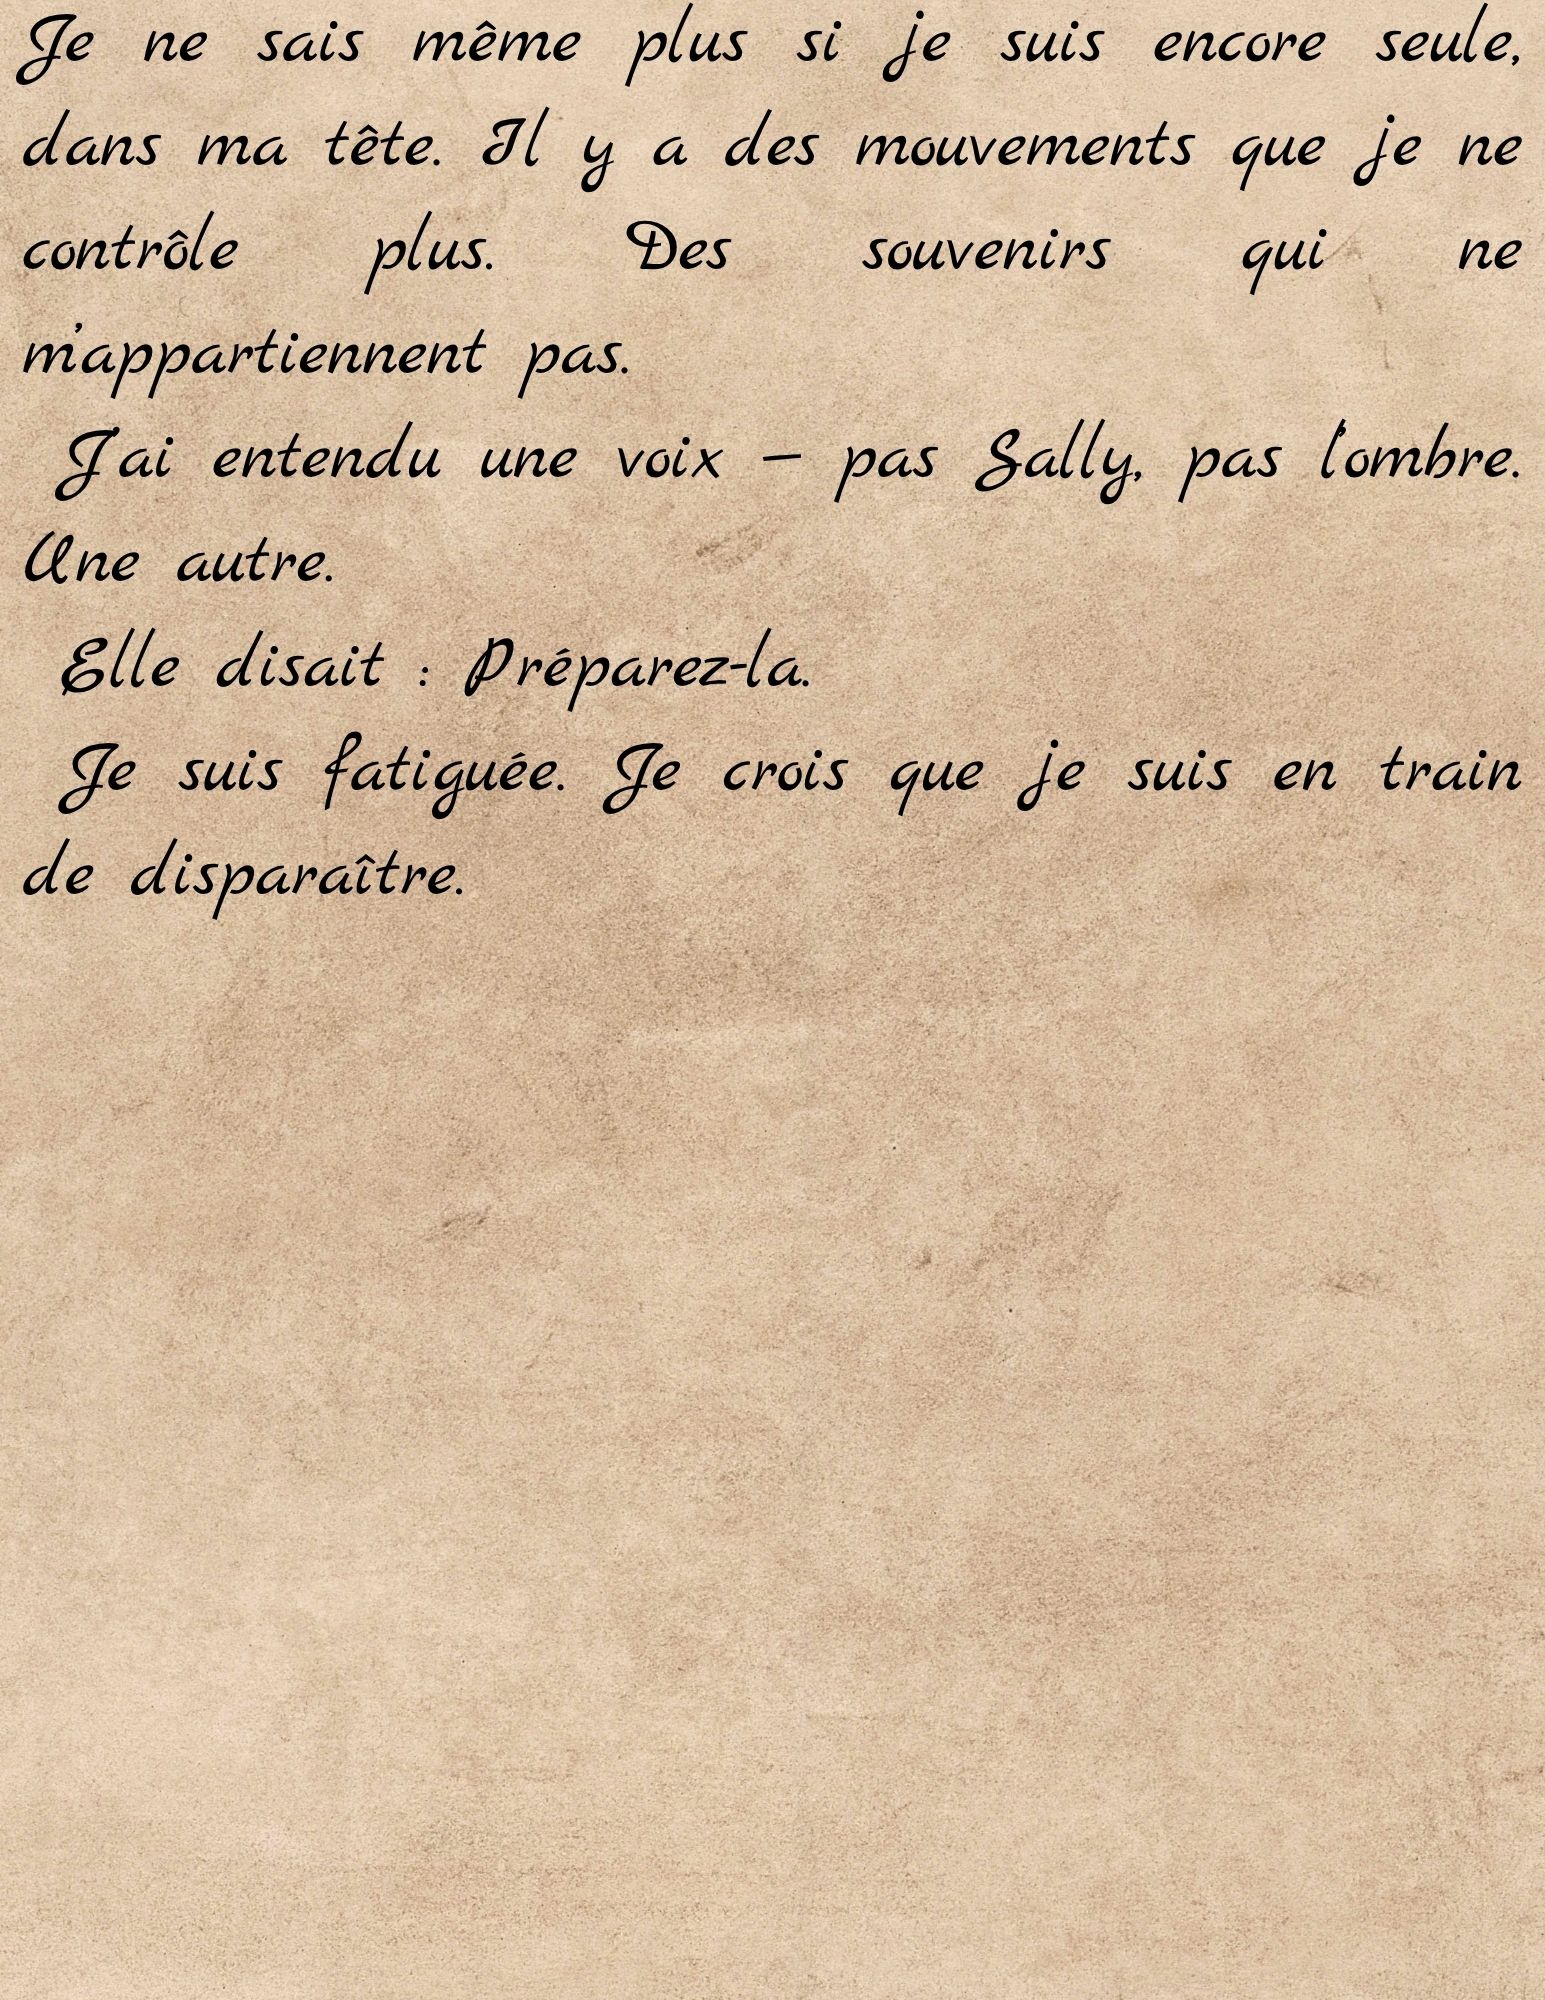 Je ne sais même plus si je suis encore seule,
dans ma tête. Il y a des mouvements que je ne
contrôle plus. Des souvenirs qui ne
m'appartiennent pas.
J'ai entendu une voix – pas Sally, pas l'ombre.
Une autre.
Elle disait : Préparez-la.
Je suis fatiguée. Je crois que je suis en train
de disparaître.